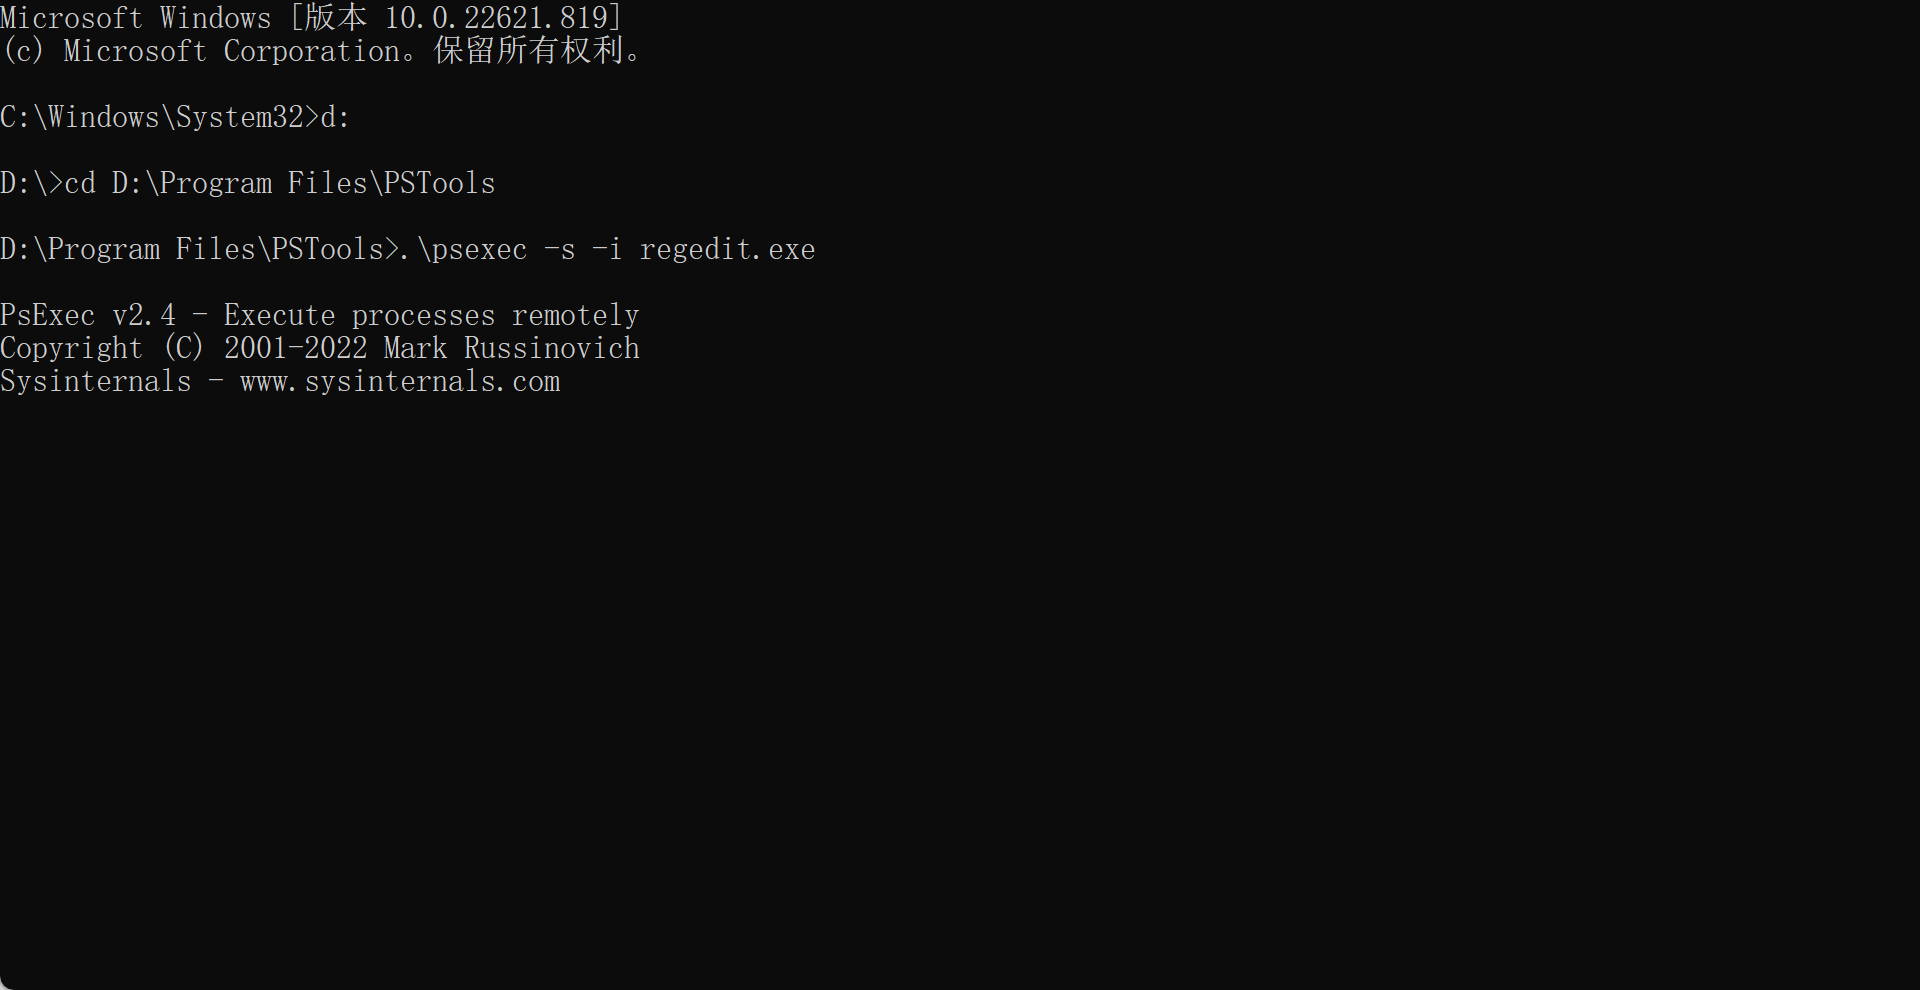 Microsoft Windows [版本 10.0.22621.819]
(c) Microsoft Corporation。保留所有权利。
C:\Windows\System32>d:
D:\>cd D:\Program Files\PSTools
D:\Program Files\PSTools>.\psexec -s -i regedit.exe
PsExec v2.4 - Execute processes remotely
Copyright (C) 2001-2022 Mark Russinovich
Sysinternals - www.sysinternals.com